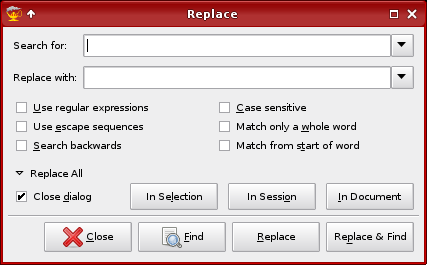 Replace
Search for:
Replace with:
Use regular expressions
Case sensitive
Use escape sequences
Match only a whole word
Search backwards
Match from start of word
Replace All
Close dialog
In Selection
In Session
In Document
Close
Find
Replace
Replace & Find